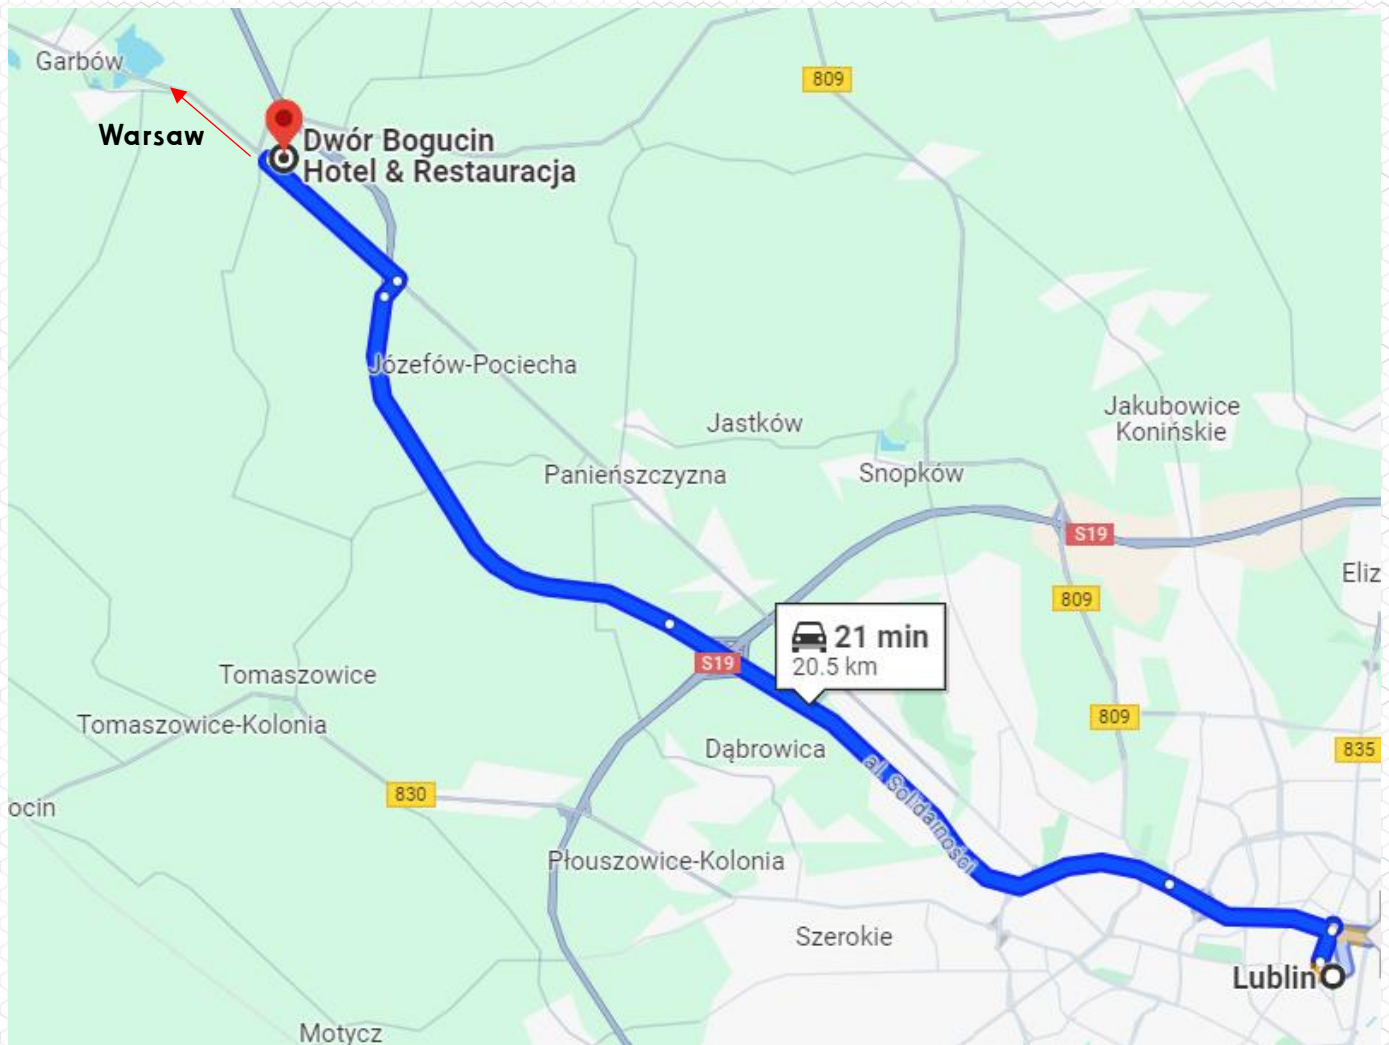 Garbów
809
Warsaw
Dwór Bogucin
Hotel & Restauracja
Józefów-Pociecha
Jastków
Jakubowice
Konińskie
Panieńszczyzna
Snopków
S19
Eliz
809
21 min
20.5 km
S19
Tomaszowice
Tomaszowice-Kolonia
809
Dąbrowica
835
al. Solidarności
830
ocin
Płouszowice-Kolonia
Szerokie
Lublin
Motycz